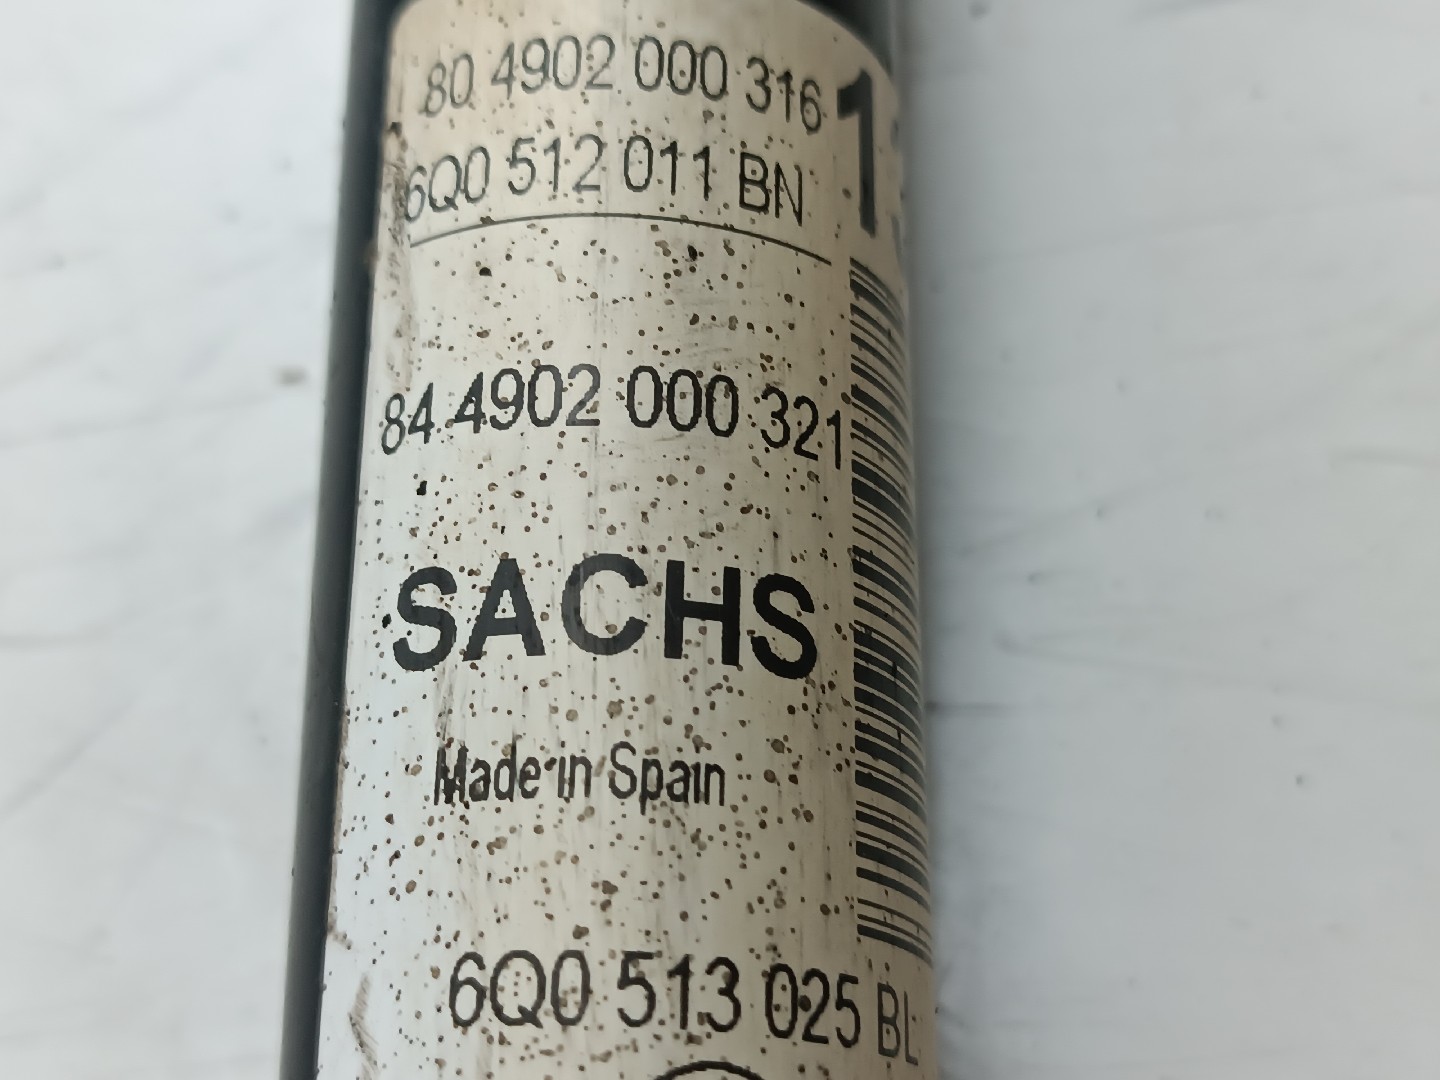 80 4902 000 316
6Q0 512 011 BN
84 4902 000 321
SACHS
Made in Spain
6Q0 513 025 BL